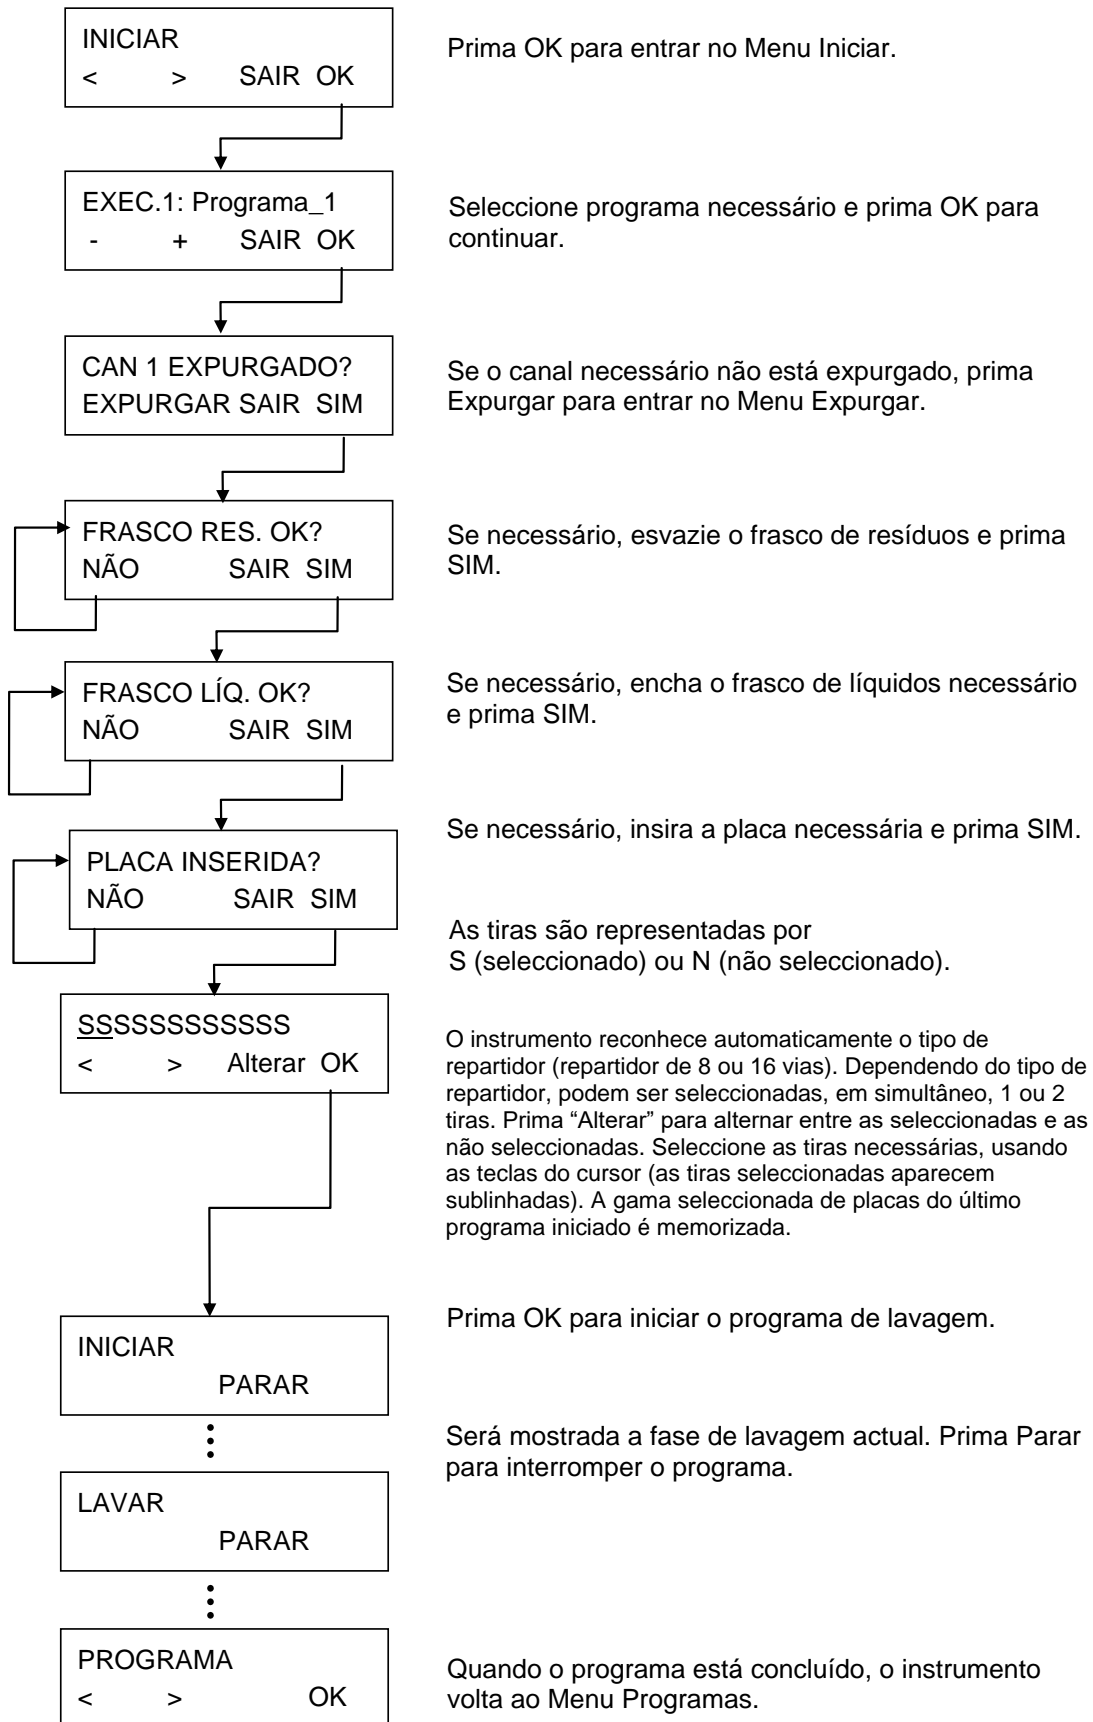 INICIAR
< > SAIR OK
Prima OK para entrar no Menu Iniciar.
EXEC.1: Programa_1
- + SAIR OK
Seleccione programa necessário e prima OK para
continuar.
CAN 1 EXPURGADO?
EXPURGAR SAIR SIM
Se o canal necessário não está expurgado, prima
Expurgar para entrar no Menu Expurgar.
FRASCO RES. OK?
NÃO SAIR SIM
Se necessário, esvazie o frasco de resíduos e prima
SIM.
FRASCO LÍQ. OK?
NÃO SAIR SIM
Se necessário, encha o frasco de líquidos necessário
e prima SIM.
PLACA INSERIDA?
NÃO SAIR SIM
Se necessário, insira a placa necessária e prima SIM.
As tiras são representadas por
S (seleccionado) ou N (não seleccionado).
SSSSSSSSSSSS
< > Alterar OK
O instrumento reconhece automaticamente o tipo de
repartidor (repartidor de 8 ou 16 vias). Dependendo do tipo de
repartidor, podem ser seleccionadas, em simultâneo, 1 ou 2
tiras. Prima “Alterar” para alternar entre as seleccionadas e as
não seleccionadas. Seleccione as tiras necessárias, usando
as teclas do cursor (as tiras seleccionadas aparecem
sublinhadas). A gama seleccionada de placas do último
programa iniciado é memorizada.
INICIAR
PARAR
Prima OK para iniciar o programa de lavagem.
Será mostrada a fase de lavagem actual. Prima Parar
para interromper o programa.
LAVAR
PARAR
PROGRAMA
< > OK
Quando o programa está concluído, o instrumento
volta ao Menu Programas.